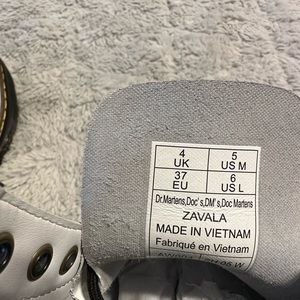 4 UK 5 US M
37 EU 6 US L
Dr.Martens,Doc's,DM's,Doc Martens
ZAVALA
MADE IN VIETNAM
Fabriqué en Vietnam